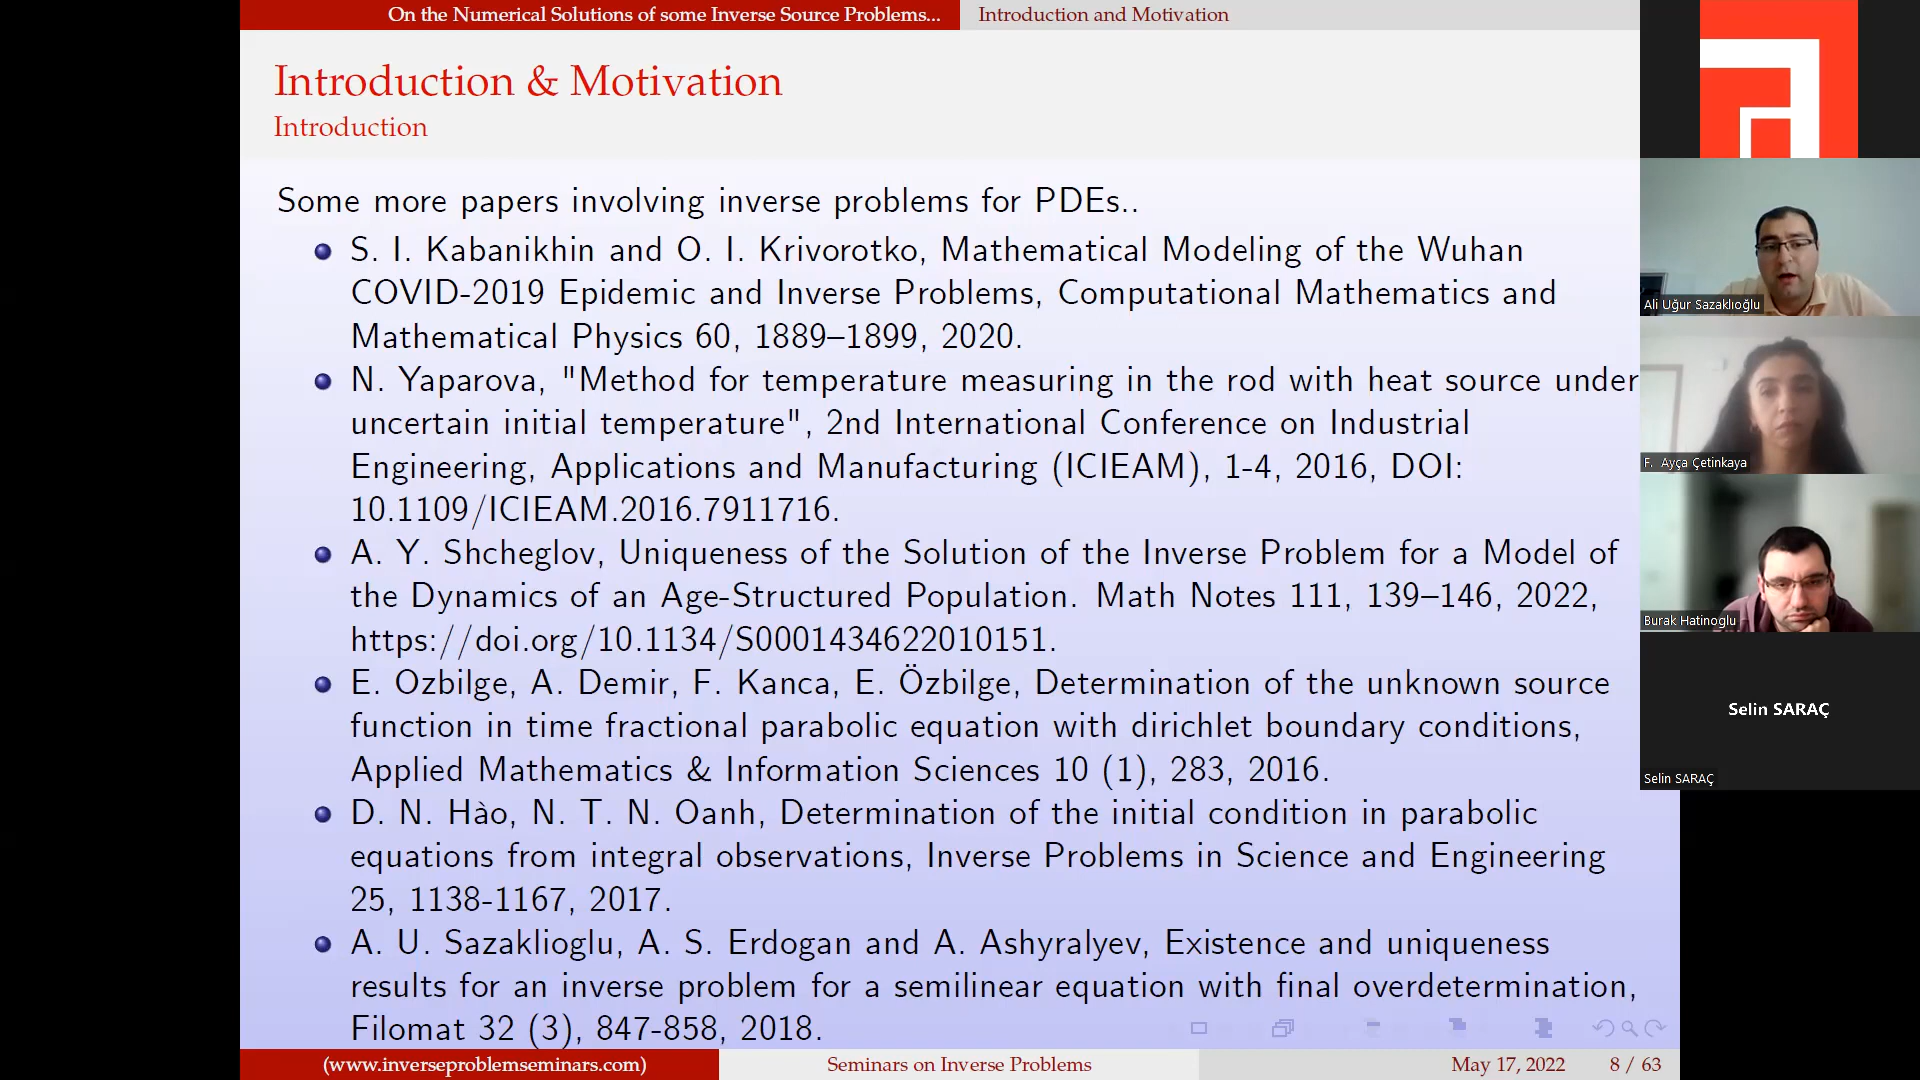 On the Numerical Solutions of some Inverse Source Problems...
Introduction and Motivation
Introduction & Motivation
Introduction
Some more papers involving inverse problems for PDEs..
S. I. Kabanikhin and O. I. Krivorotko, Mathematical Modeling of the Wuhan
COVID-2019 Epidemic and Inverse Problems, Computational Mathematics and
Mathematical Physics 60, 1889–1899, 2020.
N. Yaparova, "Method for temperature measuring in the rod with heat source under
uncertain initial temperature", 2nd International Conference on Industrial
Engineering, Applications and Manufacturing (ICIEAM), 1-4, 2016, DOI:
10.1109/ICIEAM.2016.7911716.
A. Y. Shcheglov, Uniqueness of the Solution of the Inverse Problem for a Model of
the Dynamics of an Age-Structured Population. Math Notes 111, 139–146, 2022,
https://doi.org/10.1134/S0001434622010151.
E. Ozbilge, A. Demir, F. Kanca, E. Özbilge, Determination of the unknown source
function in time fractional parabolic equation with dirichlet boundary conditions,
Applied Mathematics & Information Sciences 10 (1), 283, 2016.
D. N. Hào, N. T. N. Oanh, Determination of the initial condition in parabolic
equations from integral observations, Inverse Problems in Science and Engineering
25, 1138-1167, 2017.
A. U. Sazaklioglu, A. S. Erdogan and A. Ashyralyev, Existence and uniqueness
results for an inverse problem for a semilinear equation with final overdetermination,
Filomat 32 (3), 847-858, 2018.
(www.inverseproblemseminars.com)
Seminars on Inverse Problems
May 17, 2022
8 / 63
Ali Uğur Sazaklıoğlu
F. Ayça Çetinkaya
Burak Hatinoglu
Selin SARAÇ
Selin SARAÇ